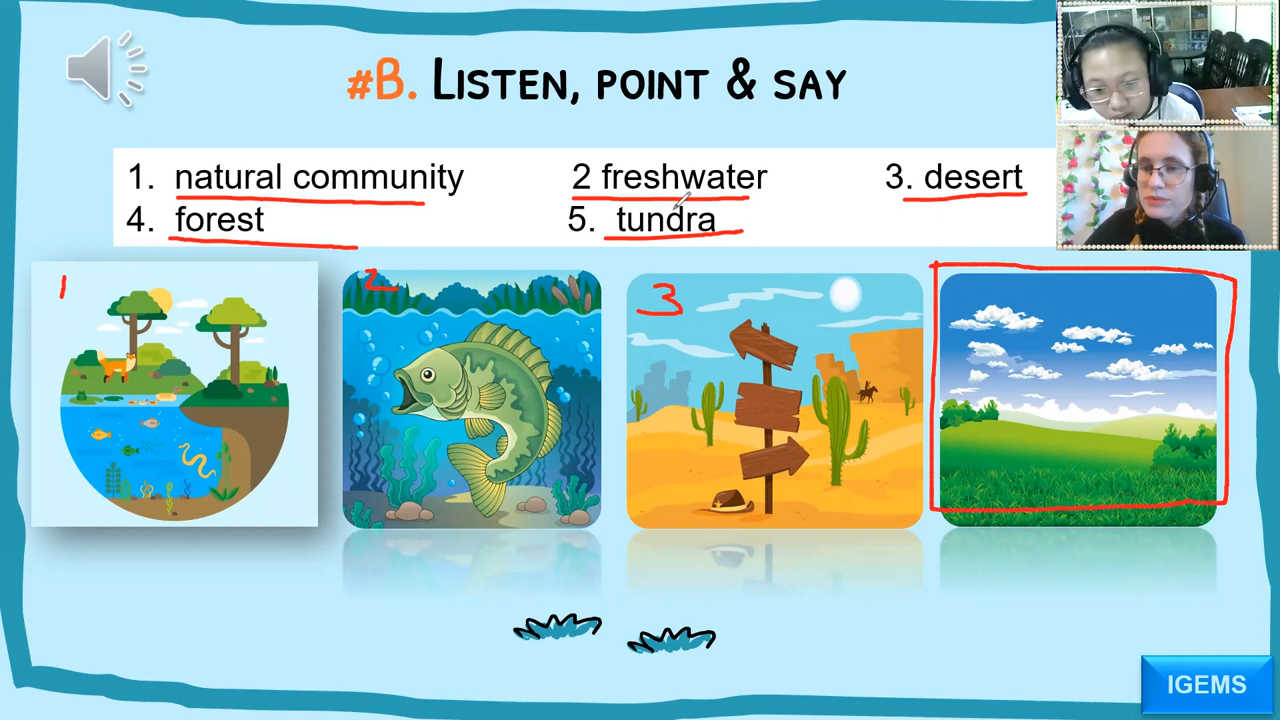 #B. LISTEN, POINT & SAY
1. natural community 2 freshwater 3. desert
4. forest 5. tundra
1 2 3
IGEMS